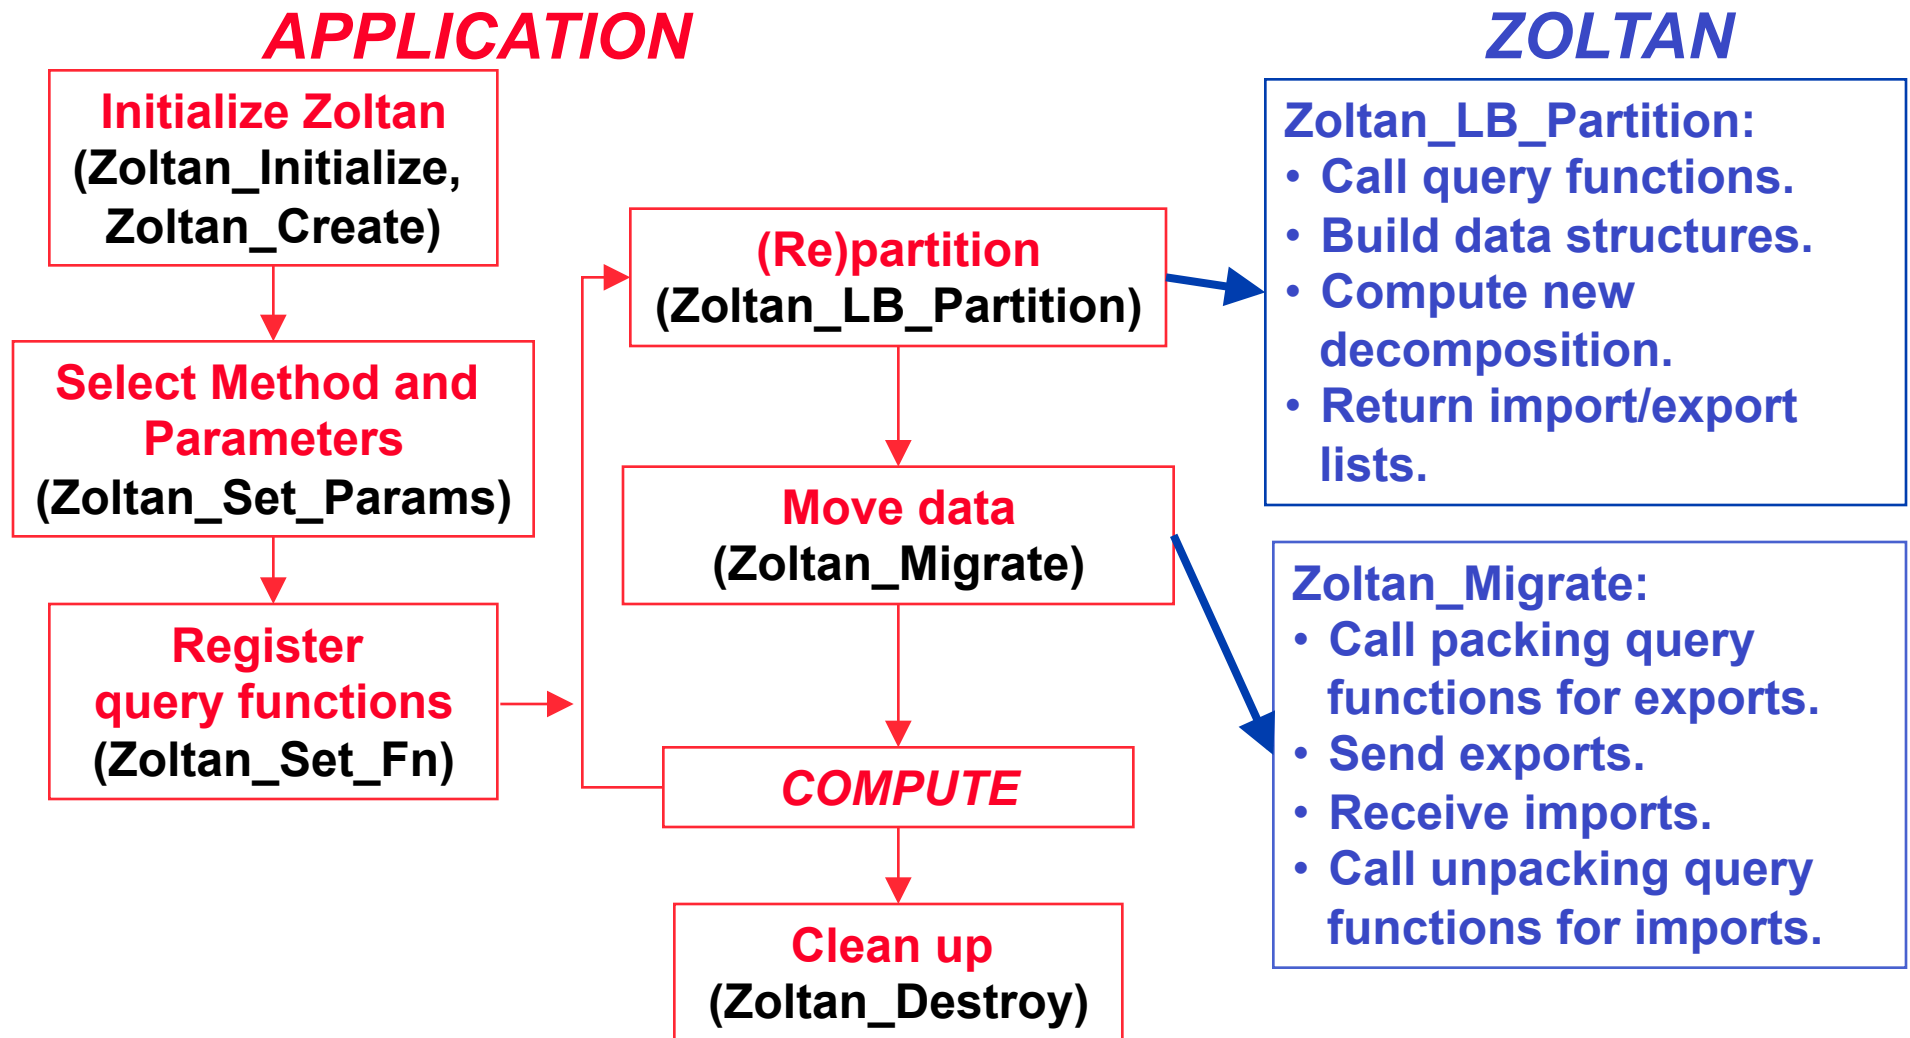 APPLICATION
Initialize Zoltan
(Zoltan_Initialize,
Zoltan_Create)
Select Method and
Parameters
(Zoltan_Set_Params)
Register
query functions
(Zoltan_Set_Fn)
(Re)partition
(Zoltan_LB_Partition)
Move data
(Zoltan_Migrate)
COMPUTE
Clean up
(Zoltan_Destroy)
ZOLTAN
Zoltan_LB_Partition:
• Call query functions.
• Build data structures.
• Compute new
decomposition.
• Return import/export
lists.
Zoltan_Migrate:
• Call packing query
functions for exports.
• Send exports.
• Receive imports.
• Call unpacking query
functions for imports.